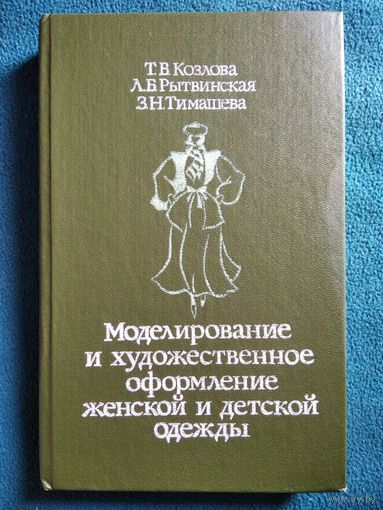 Т.В.Козлова
Л.Б.Рытвинская
З.Н.Тимашева
Моделирование
и художественное
оформление
женской и детской
одежды